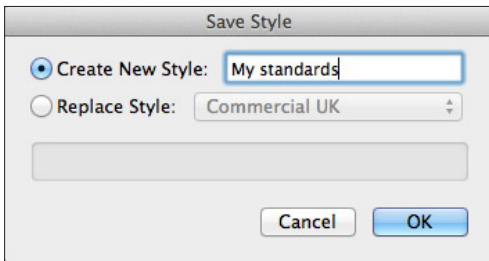 Save Style
Create New Style: My standards
Replace Style: Commercial UK
Cancel OK